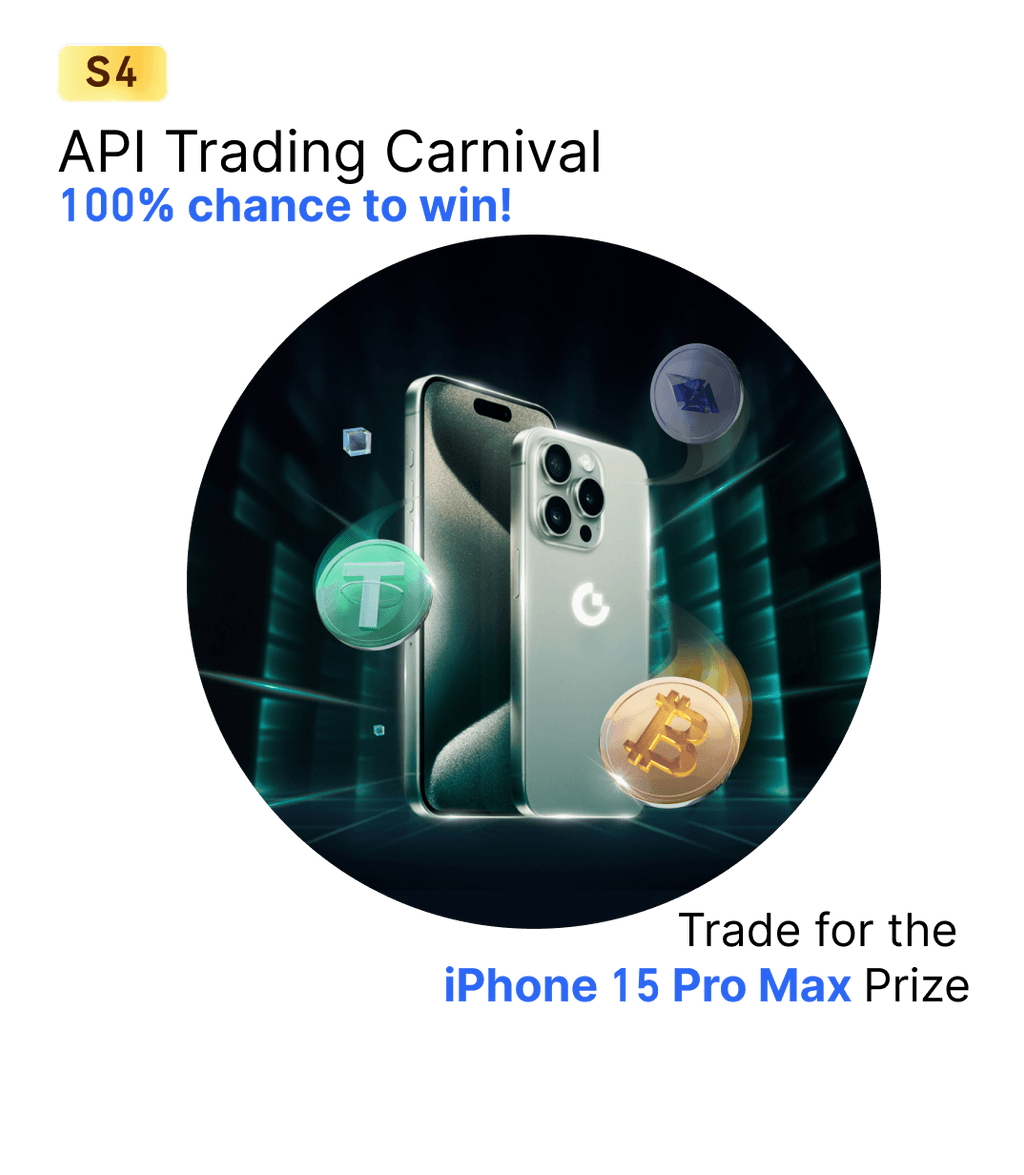 S4
API Trading Carnival
100% chance to win!
Trade for the
iPhone 15 Pro Max Prize